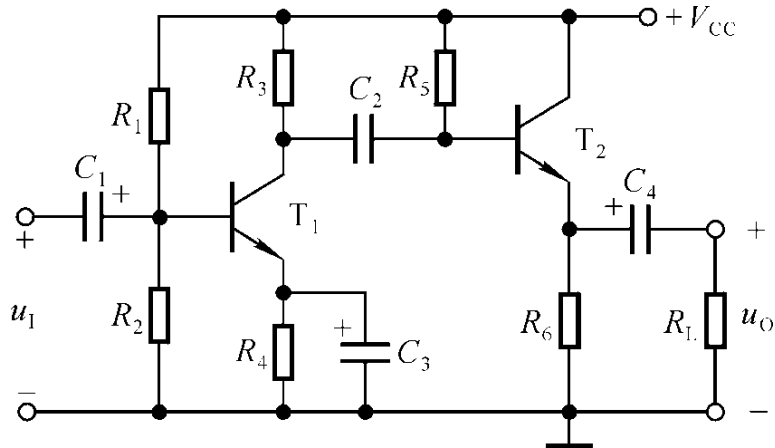 +V_CC
R_3
R_5
C_2
R_1
T_2
C_1 +
C_4
+
T_1
+
+
u_I
R_2
+
R_4
C_3
R_6
R_L
u_O
−
−